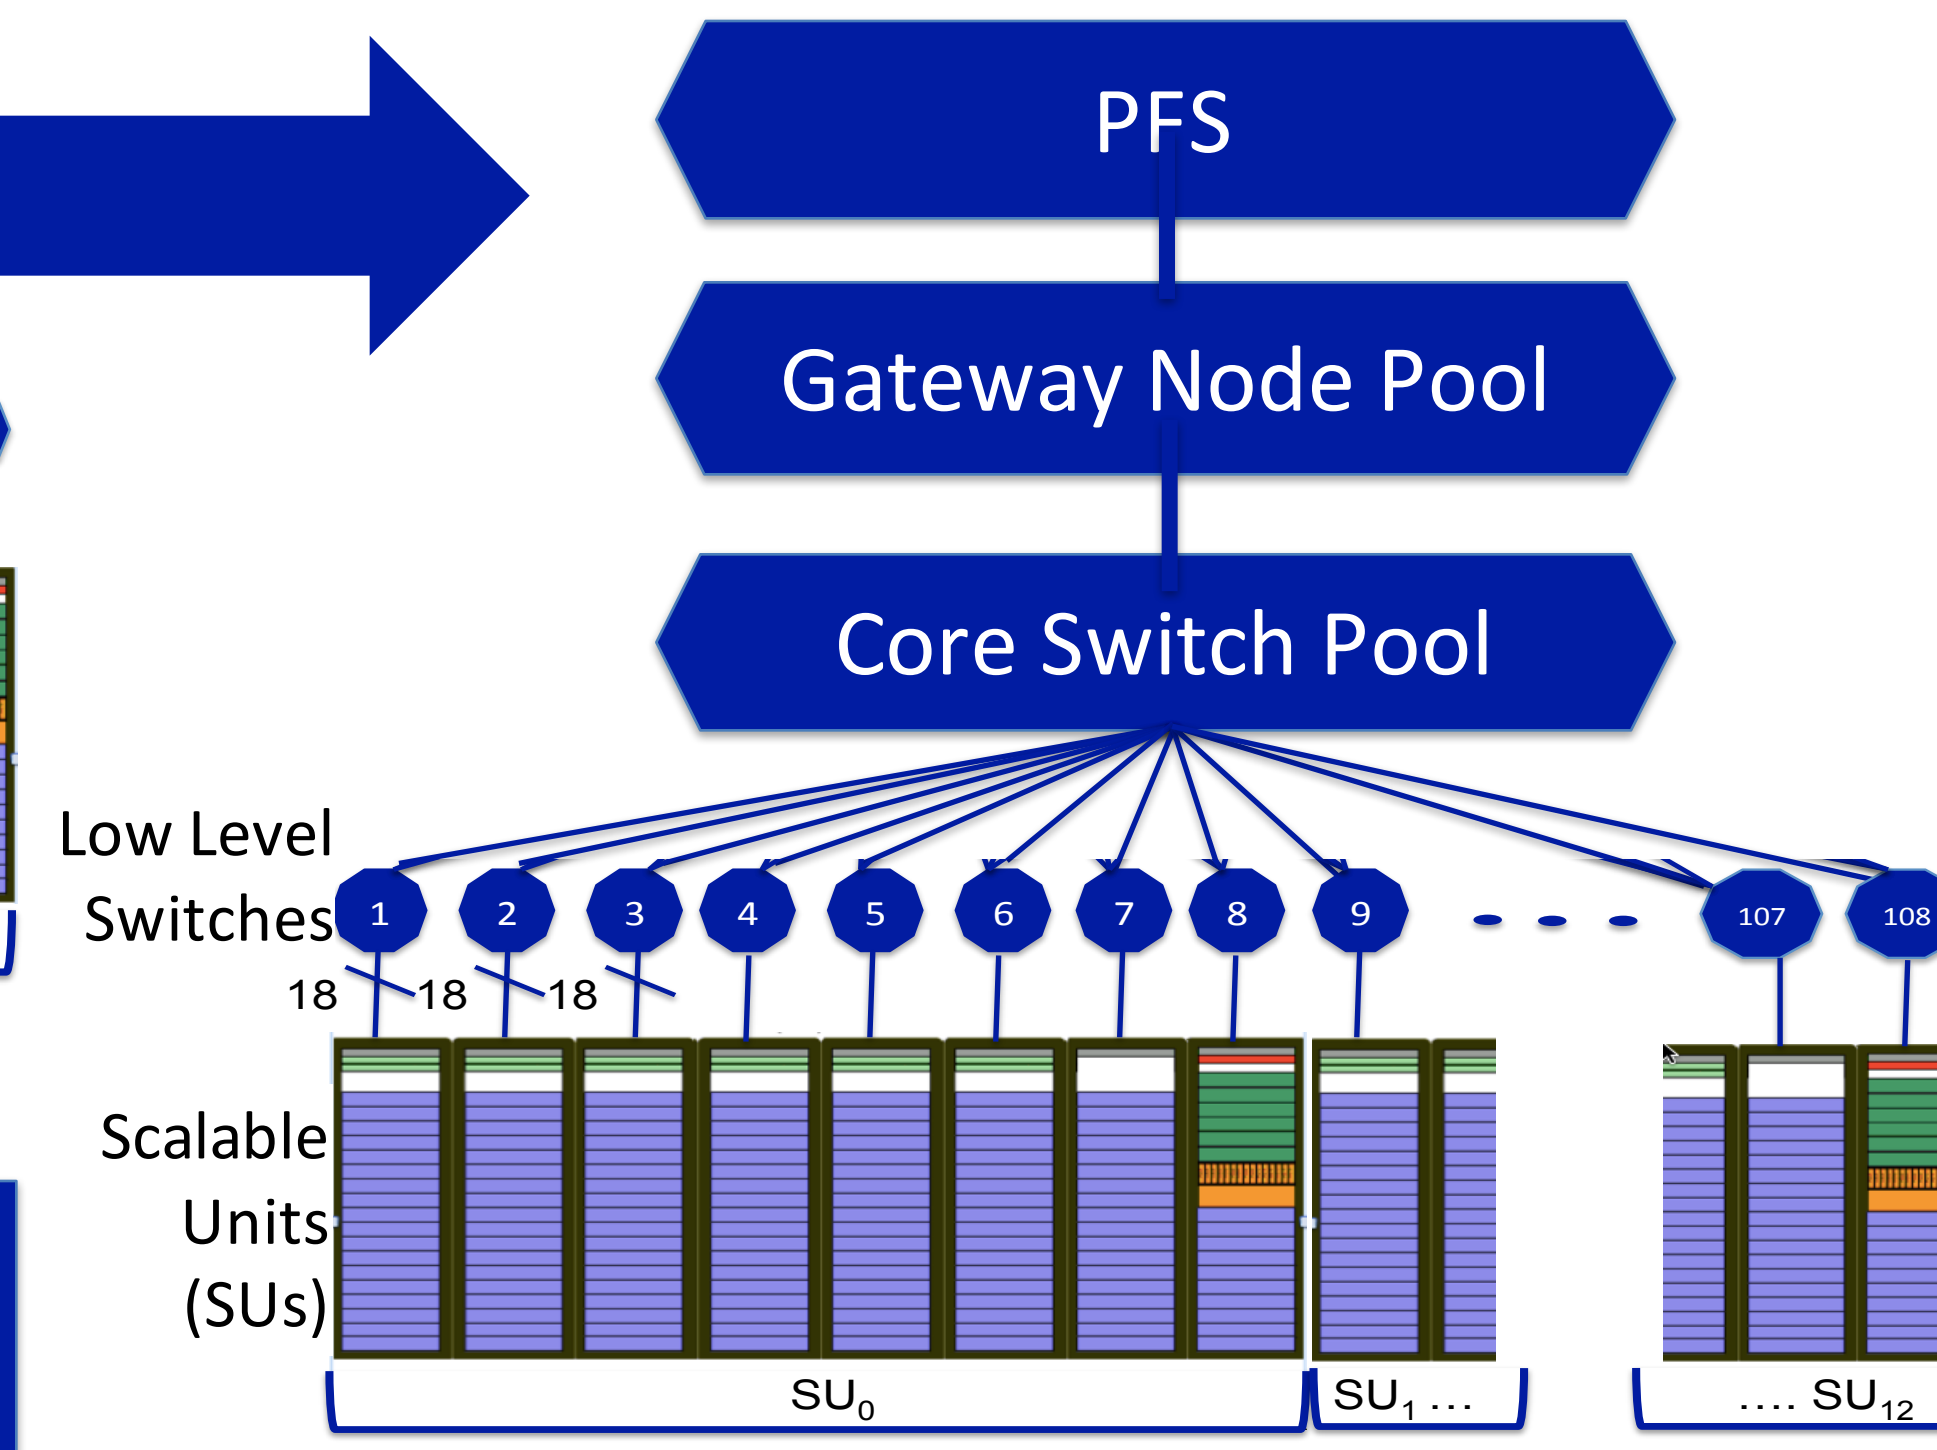 PFS
Gateway Node Pool
Core Switch Pool
Low Level
Switches
1 2 3 4 5 6 7 8 9 - - - 107 108
18 18 18
Scalable
Units
(SUs)
SU0 SU1 ... .... SU12